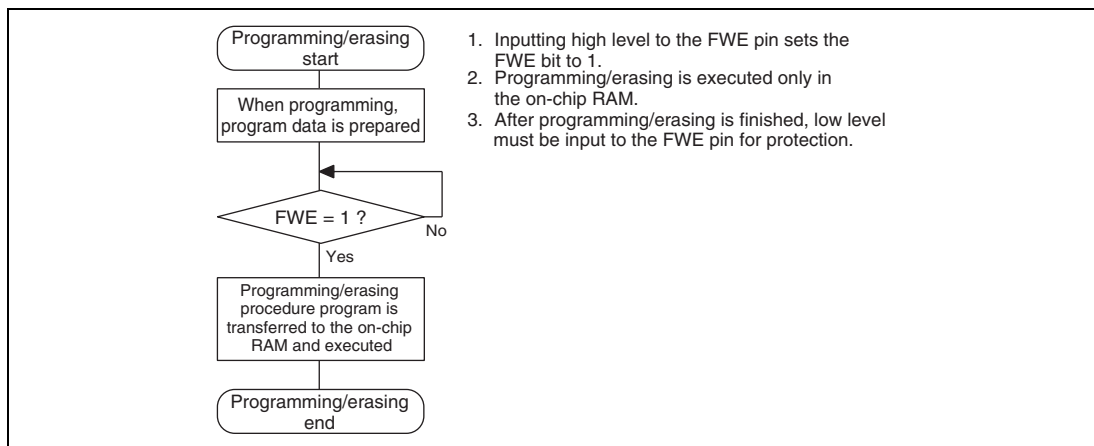 Programming/erasing
start
When programming,
program data is prepared
FWE = 1 ?
No
Yes
Programming/erasing
procedure program is
transferred to the on-chip
RAM and executed
Programming/erasing
end
1. Inputting high level to the FWE pin sets the
FWE bit to 1.
2. Programming/erasing is executed only in
the on-chip RAM.
3. After programming/erasing is finished, low level
must be input to the FWE pin for protection.